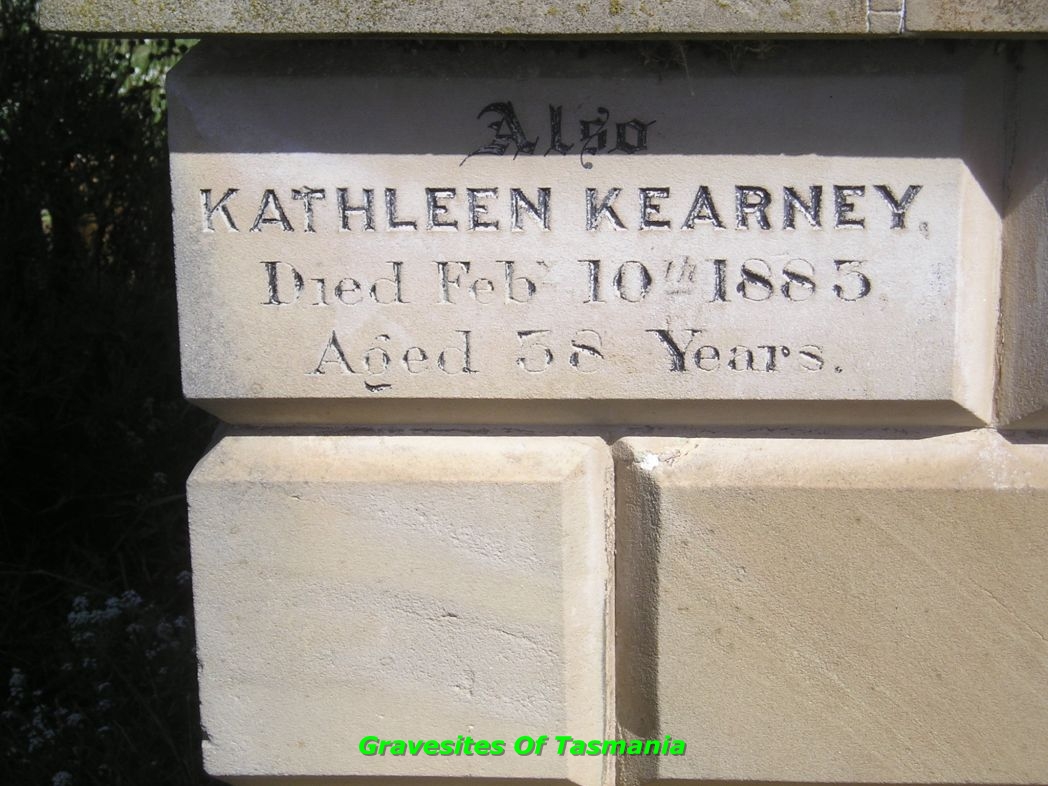 Also
KATHLEEN KEARNEY,
Died Feby 10th 1883
Aged 38 Years.
Gravesites Of Tasmania